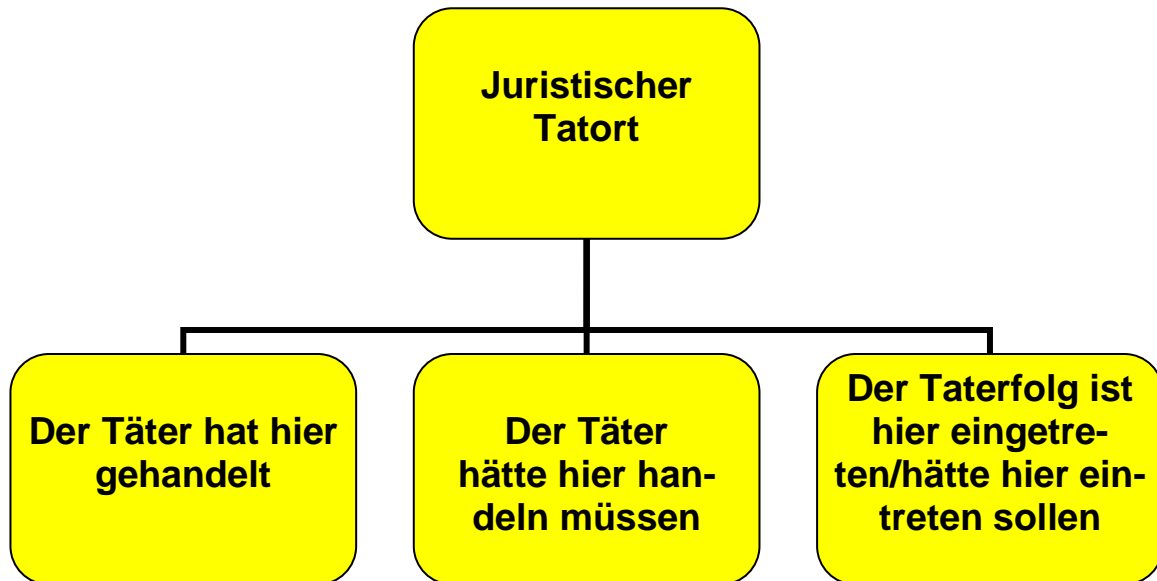 Juristischer
Tatort
Der Täter hat hier
gehandelt
Der Täter
hätte hier han-
deln müssen
Der Taterfolg ist
hier eingetre-
ten/hätte hier ein-
treten sollen